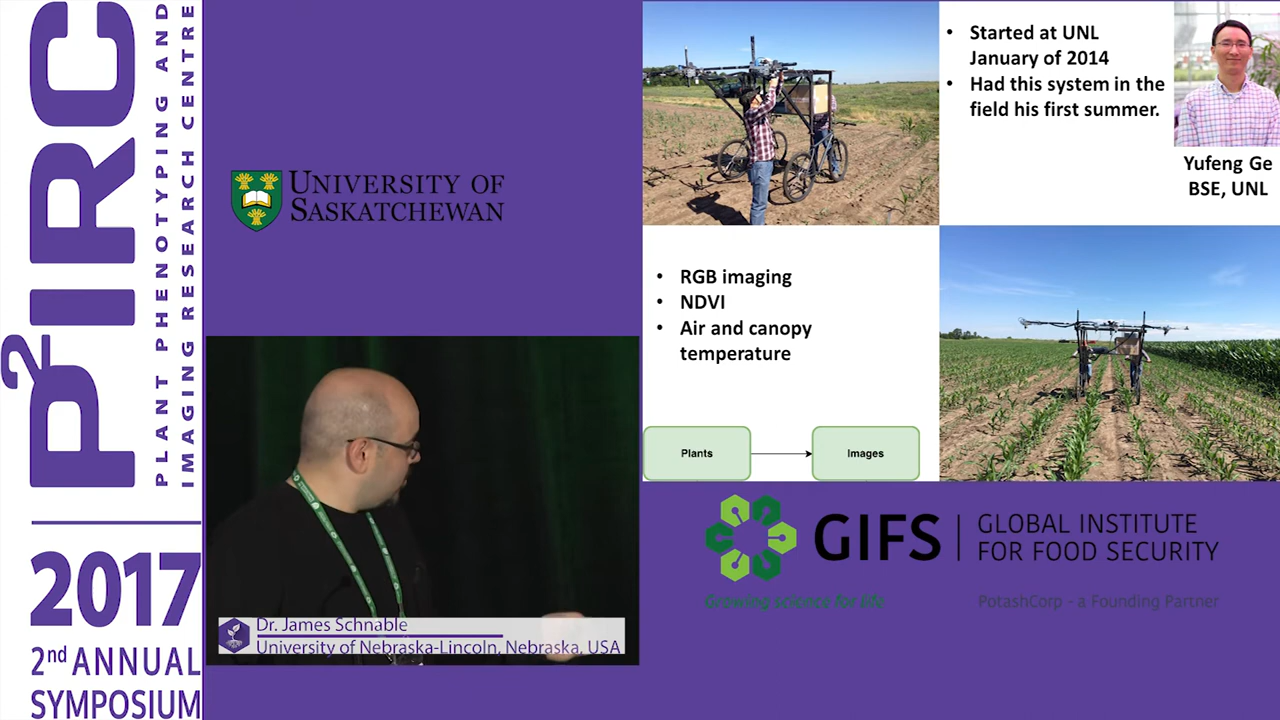 P2IRC
PLANT PHENOTYPING AND
IMAGING RESEARCH CENTRE
2017
2nd ANNUAL
SYMPOSIUM
UNIVERSITY OF
SASKATCHEWAN
Dr. James Schnable
University of Nebraska-Lincoln, Nebraska, USA
• Started at UNL
January of 2014
• Had this system in the
field his first summer.
Yufeng Ge
BSE, UNL
• RGB imaging
• NDVI
• Air and canopy
temperature
Plants
Images
GIFS
GLOBAL INSTITUTE
FOR FOOD SECURITY
Growing science for life
PotashCorp - a Founding Partner